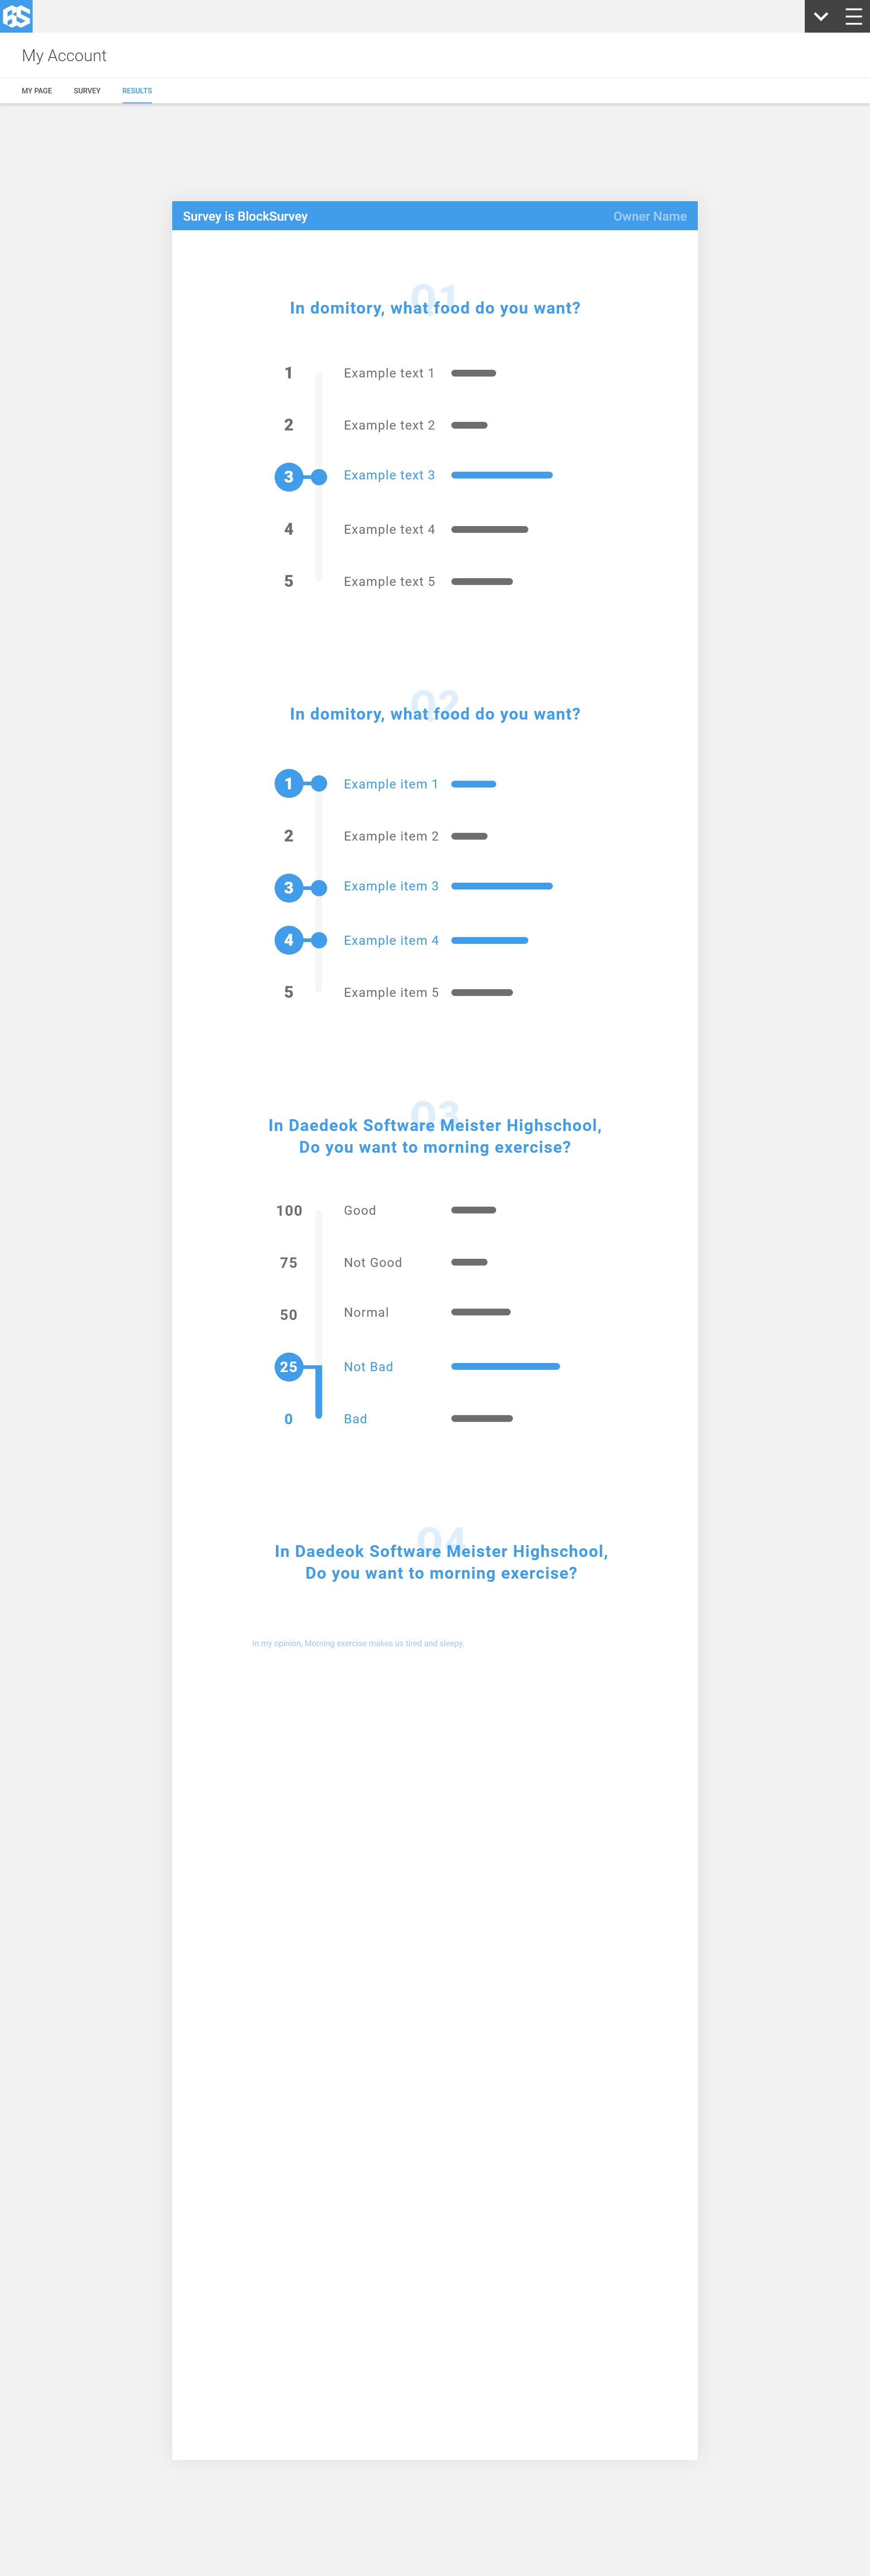 BS
My Account
MY PAGE SURVEY RESULTS
Survey is BlockSurvey Owner Name
01
In domitory, what food do you want?
1 Example text 1
2 Example text 2
3 Example text 3
4 Example text 4
5 Example text 5
02
In domitory, what food do you want?
1 Example item 1
2 Example item 2
3 Example item 3
4 Example item 4
5 Example item 5
03
In Daedeok Software Meister Highschool,
Do you want to morning exercise?
100 Good
75 Not Good
50 Normal
25 Not Bad
0 Bad
04
In Daedeok Software Meister Highschool,
Do you want to morning exercise?
In my opinion, Morning exercise makes us tired and sleepy.